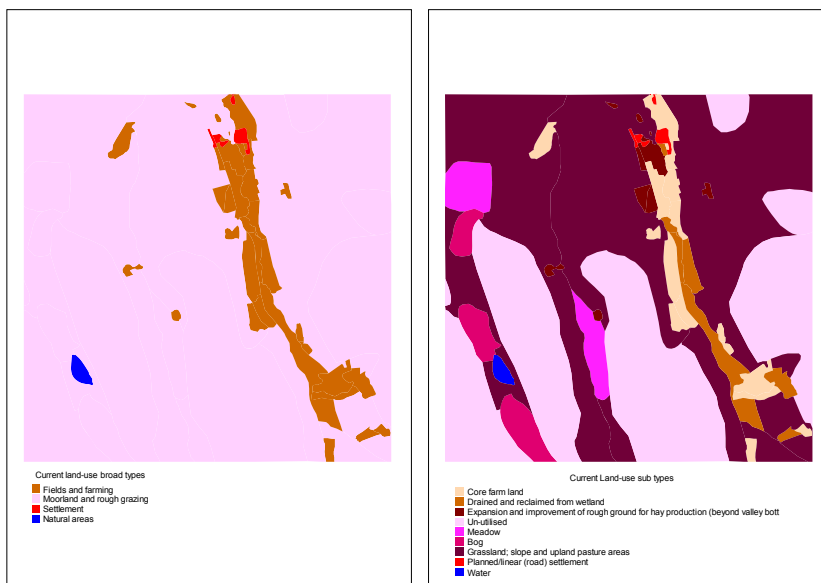 Current land-use broad types
Fields and farming
Moorland and rough grazing
Settlement
Natural areas
Current Land-use sub types
Core farm land
Drained and reclaimed from wetland
Expansion and improvement of rough ground for hay production (beyond valley bott
Un-utilised
Meadow
Bog
Grassland; slope and upland pasture areas
Planned/linear (road) settlement
Water